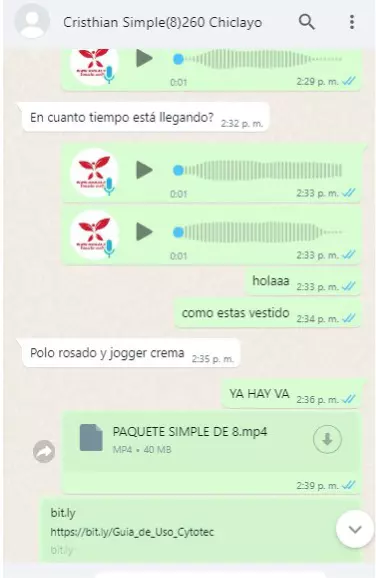 Cristhian Simple(8)260 Chiclayo
0:01 2:29 p. m.
En cuanto tiempo está llegando? 2:32 p. m.
0:01 2:33 p. m.
0:01 2:33 p. m.
holaaa 2:33 p. m.
como estas vestido 2:34 p. m.
Polo rosado y jogger crema 2:35 p. m.
YA HAY VA 2:36 p. m.
PAQUETE SIMPLE DE 8.mp4
MP4 • 40 MB
2:39 p. m.
bit.ly
https://bit.ly/Guia_de_Uso_Cytotec
bit.ly